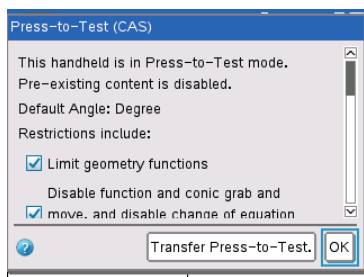 Press-to-Test (CAS)
This handheld is in Press-to-Test mode.
Pre-existing content is disabled.
Default Angle: Degree
Restrictions include:
Limit geometry functions
Disable function and conic grab and
move, and disable change of equation
?
Transfer Press-to-Test.
OK